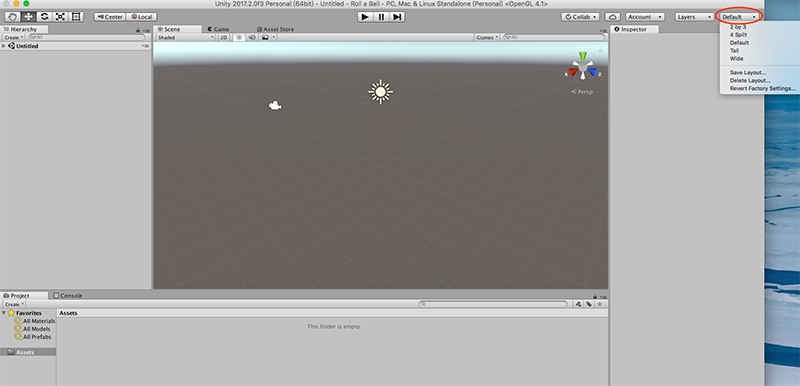 Unity 2017.2.0f3 Personal (64bit) - Untitled - Roll a Ball - PC, Mac & Linux Standalone (Personal) <OpenGL 4.1>
Center Local Collab Account Layers Default
Hierarchy
Create All
Untitled
Scene Game Asset Store
Shaded 2D Gizmos All
X Y Z
Persp
Inspector
2 by 3
4 Split
Default
Tall
Wide
Save Layout...
Delete Layout...
Revert Factory Settings...
Project Console
Create
Favorites
All Materials
All Models
All Prefabs
Assets
Assets
This folder is empty